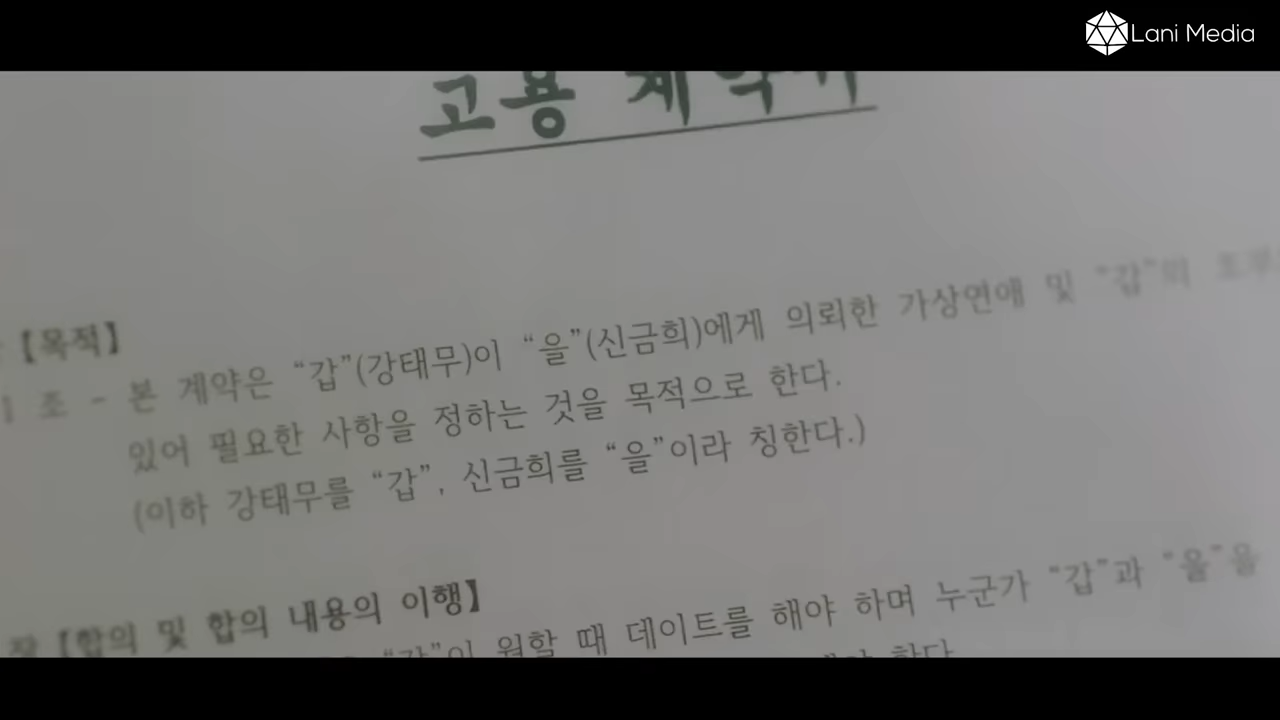 Lani Media
고용 계약서
【목적】
1 조 - 본 계약은 “갑”(강태무)이 “을”(신금희)에게 의뢰한 가상연애 및 “갑”의
있어 필요한 사항을 정하는 것을 목적으로 한다.
(이하 강태무를 “갑”, 신금희를 “을”이라 칭한다.)
장 【합의 및 합의 내용의 이행】
“갑”이 원할 때 데이트를 해야 하며 누군가 “갑”과 “을”을
한다